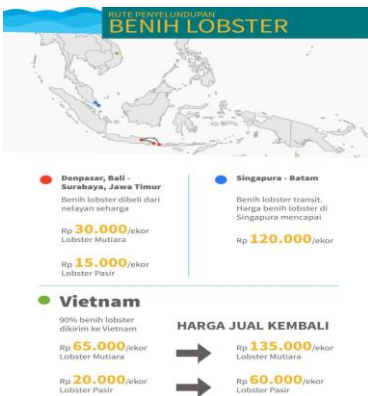 RUTE PENYELUNDUPAN
BENIH LOBSTER
Denpasar, Bali -
Surabaya, Jawa Timur
Benih lobster dibeli dari
nelayan seharga
Rp 30.000/ekor
Lobster Mutiara
Rp 15.000/ekor
Lobster Pasir
Singapura - Batam
Benih lobster transit.
Harga benih lobster di
Singapura mencapai
Rp 120.000/ekor
Vietnam
90% benih lobster
dikirim ke Vietnam
Rp 65.000/ekor
Lobster Mutiara
Rp 20.000/ekor
Lobster Pasir
HARGA JUAL KEMBALI
Rp 135.000/ekor
Lobster Mutiara
Rp 60.000/ekor
Lobster Pasir